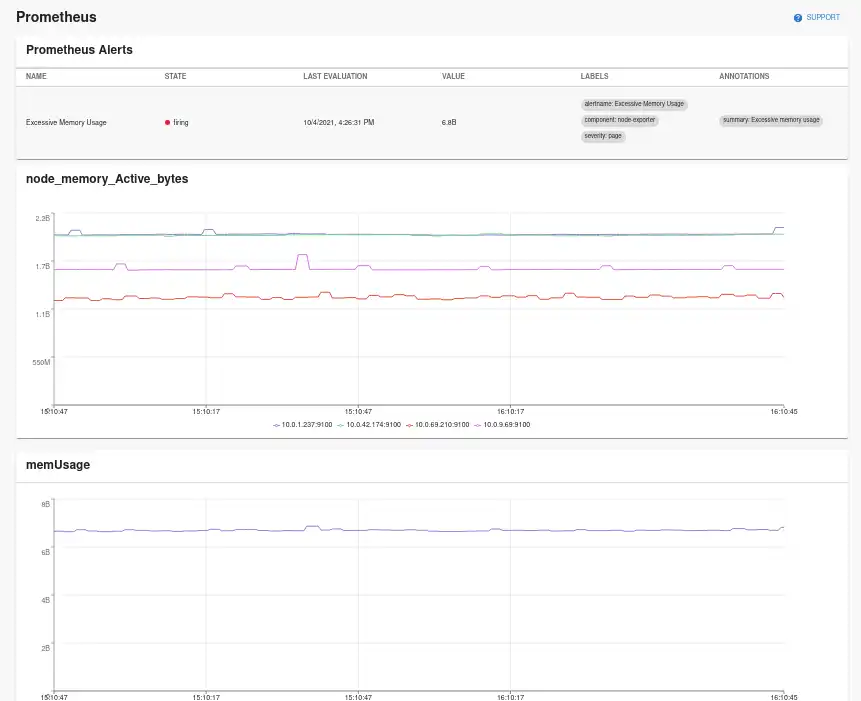 Prometheus
SUPPORT
Prometheus Alerts
NAME STATE LAST EVALUATION VALUE LABELS ANNOTATIONS
Excessive Memory Usage firing 10/4/2021, 4:26:31 PM 6.8B alertname: Excessive Memory Usage component: node-exporter severity: page summary: Excessive memory usage
node_memory_Active_bytes
2.2B
1.7B
1.1B
550M
15:10:47 15:10:17 15:10:47 16:10:17 16:10:45
10.0.1.237:9100 10.0.42.174:9100 10.0.69.210:9100 10.0.9.69:9100
memUsage
8B
6B
4B
2B
15:10:47 15:10:17 15:10:47 16:10:17 16:10:45